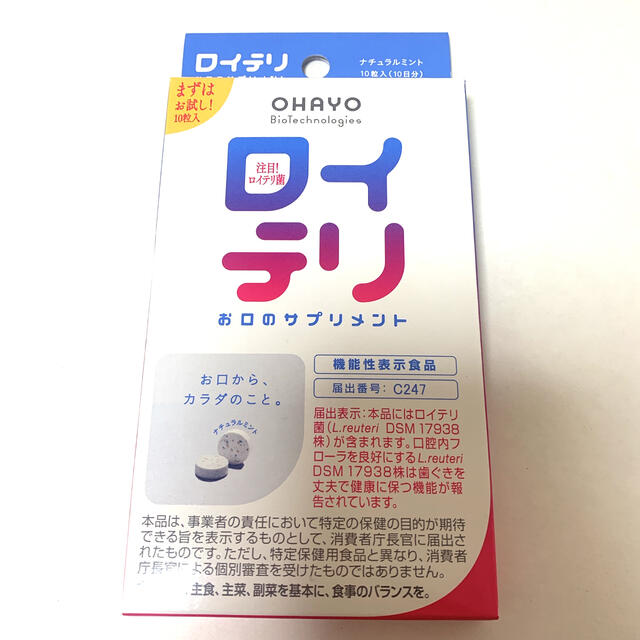 ロイテリ
ナチュラルミント
10粒入(10日分)
まずは
お試し!
10粒入
OHAYO
BioTechnologies
注目!
ロイテリ菌
ロイ
テリ
お口のサプリメント
お口から、
カラダのこと。
ナチュラルミント
機能性表示食品
届出番号:C247
届出表示:本品にはロイテリ
菌(L.reuteri DSM 17938
株)が含まれます。口腔内フ
ローラを良好にするL.reuteri
DSM 17938株は歯ぐきを
丈夫で健康に保つ機能が報
告されています。
本品は、事業者の責任において特定の保健の目的が期待
できる旨を表示するものとして、消費者庁長官に届出さ
れたものです。ただし、特定保健用食品と異なり、消費者
庁長官による個別審査を受けたものではありません。
主食、主菜、副菜を基本に、食事のバランスを。